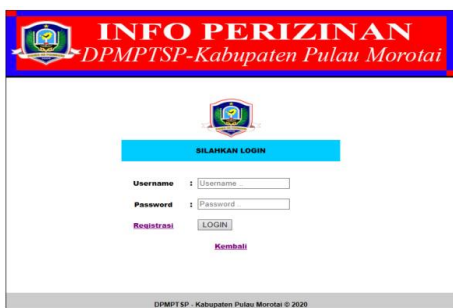 INFO PERIZINAN
DPMPTSP-Kabupaten Pulau Morotai
SILAHKAN LOGIN
Username : Username ..
Password : Password ..
Registrasi LOGIN
Kembali
DPMPTSP - Kabupaten Pulau Morotai © 2020